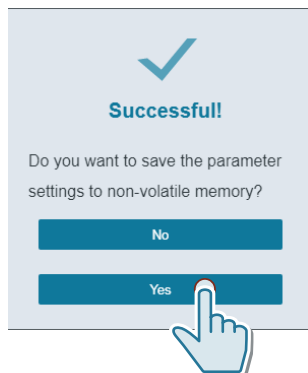 Successful!
Do you want to save the parameter
settings to non-volatile memory?
No
Yes